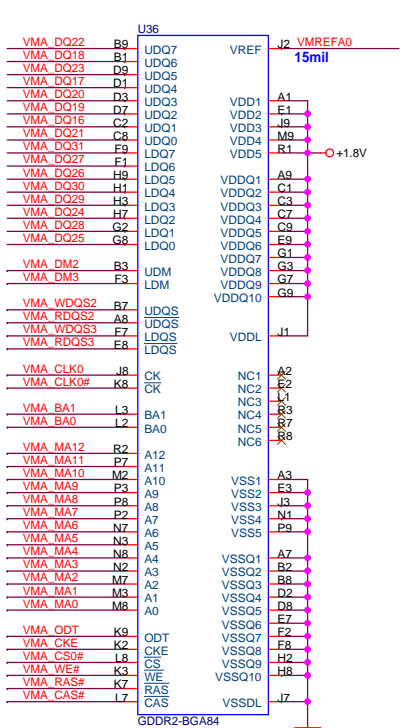 U36
VMA_DQ22 B9 UDQ7 VREF J2 VMREFA0
VMA_DQ18 B1 UDQ6 15mil
VMA_DQ23 D9 UDQ5
VMA_DQ17 D1 UDQ4
VMA_DQ20 D3 UDQ3 VDD1 A1
VMA_DQ19 D7 UDQ2 VDD2 E1
VMA_DQ16 C2 UDQ1 VDD3 J9
VMA_DQ21 C8 UDQ0 VDD4 M9
VMA_DQ31 F9 LDQ7 VDD5 R1 +1.8V
VMA_DQ27 F1 LDQ6
VMA_DQ26 H9 LDQ5 VDDQ1 A9
VMA_DQ30 H1 LDQ4 VDDQ2 C1
VMA_DQ29 H3 LDQ3 VDDQ3 C3
VMA_DQ24 H7 LDQ2 VDDQ4 C7
VMA_DQ28 G2 LDQ1 VDDQ5 C9
VMA_DQ25 G8 LDQ0 VDDQ6 E9
VDDQ7 G1
VMA_DM2 B3 UDM VDDQ8 G3
VMA_DM3 F3 LDM VDDQ9 G7
VDDQ10 G9
VMA_WDQS2 B7 UDQS
VMA_RDQS2 A8 UDQS
VMA_WDQS3 F7 LDQS VDDL J1
VMA_RDQS3 E8 LDQS
VMA_CLK0 J8 CK NC1 A2
VMA_CLK0# K8 CK NC2 E2
NC3 L1
VMA_BA1 L3 BA1 NC4 R3
VMA_BA0 L2 BA0 NC5 R7
NC6 R8
VMA_MA12 R2 A12
VMA_MA11 P7 A11
VMA_MA10 M2 A10 VSS1 A3
VMA_MA9 P3 A9 VSS2 E3
VMA_MA8 P8 A8 VSS3 J3
VMA_MA7 P2 A7 VSS4 N1
VMA_MA6 N7 A6 VSS5 P9
VMA_MA5 N3 A5
VMA_MA4 N8 A4 VSSQ1 A7
VMA_MA3 N2 A3 VSSQ2 B2
VMA_MA2 M7 A2 VSSQ3 B8
VMA_MA1 M3 A1 VSSQ4 D2
VMA_MA0 M8 A0 VSSQ5 D8
VSSQ6 E7
VMA_ODT K9 ODT VSSQ7 F2
VMA_CKE K2 CKE VSSQ8 F8
VMA_CS0# L8 CS VSSQ9 H2
VMA_WE# K3 WE VSSQ10 H8
VMA_RAS# K7 RAS
VMA_CAS# L7 CAS VSSDL J7
GDDR2-BGA84